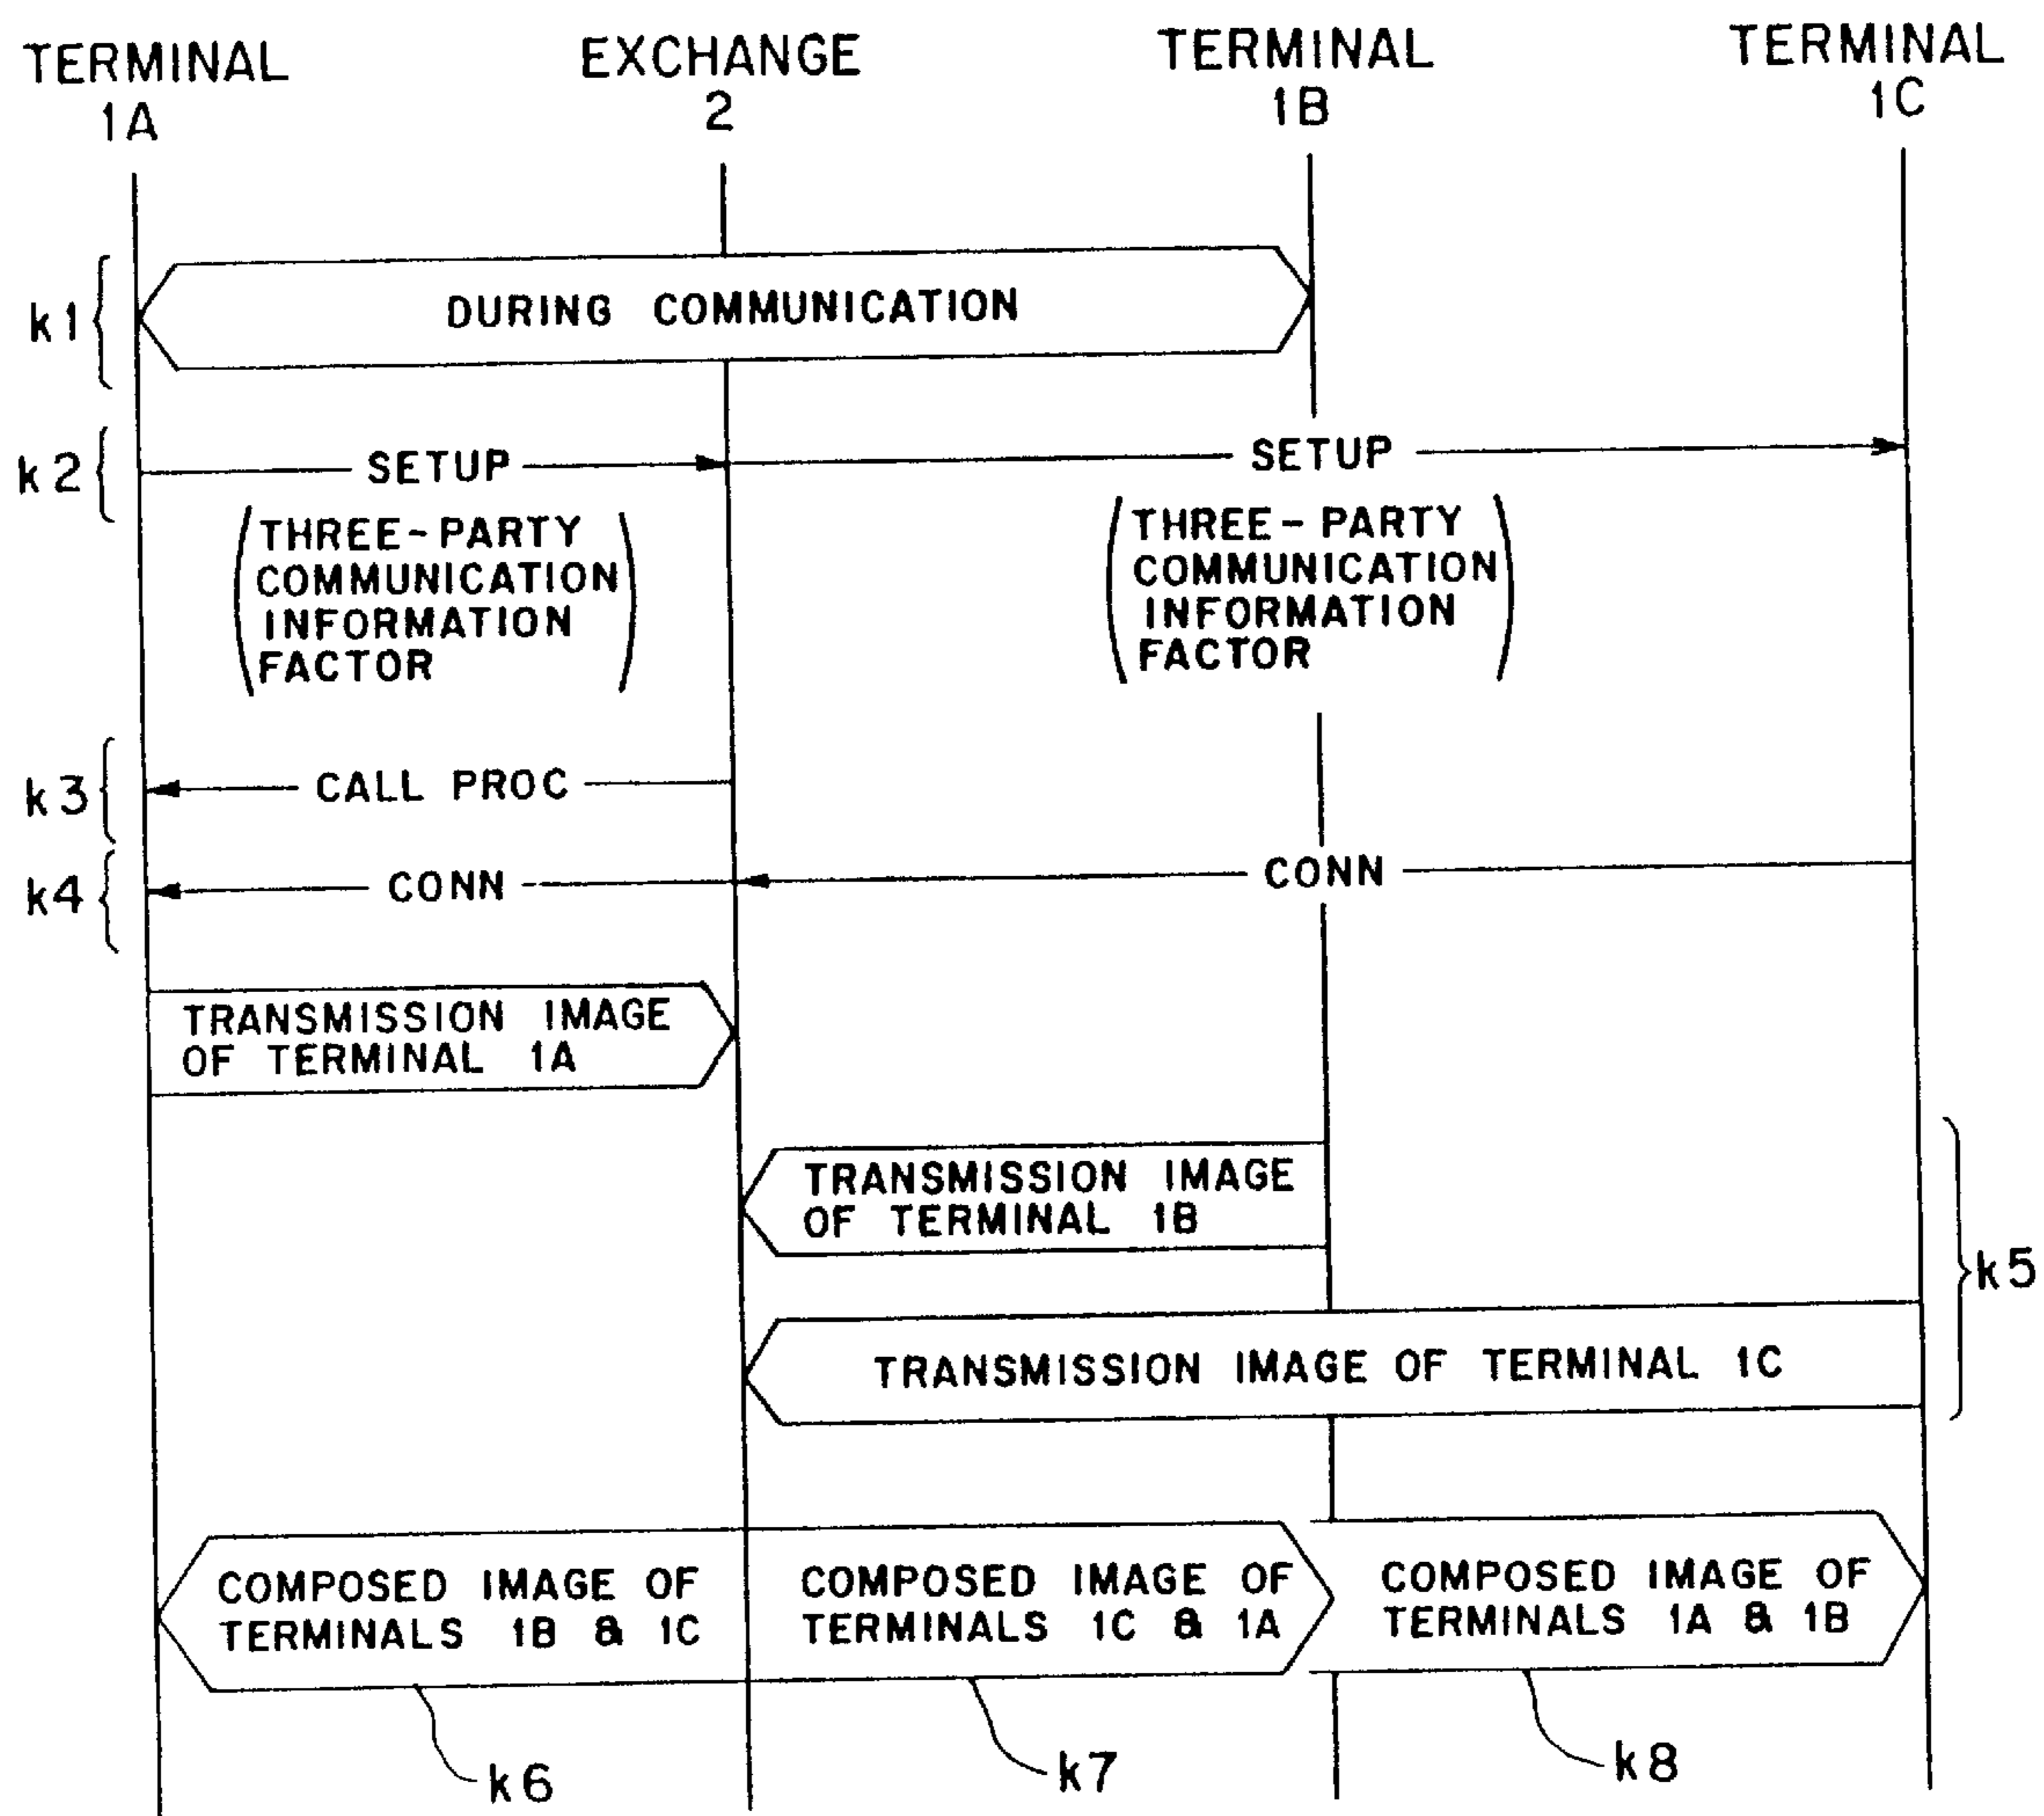 TERMINAL
1A
EXCHANGE
2
TERMINAL
1B
TERMINAL
1C
k1
DURING COMMUNICATION
k2
SETUP
SETUP
THREE-PARTY
COMMUNICATION
INFORMATION
FACTOR
THREE-PARTY
COMMUNICATION
INFORMATION
FACTOR
k3
CALL PROC
k4
CONN
CONN
TRANSMISSION IMAGE
OF TERMINAL 1A
TRANSMISSION IMAGE
OF TERMINAL 1B
k5
TRANSMISSION IMAGE OF TERMINAL 1C
COMPOSED IMAGE OF
TERMINALS 1B & 1C
COMPOSED IMAGE OF
TERMINALS 1C & 1A
COMPOSED IMAGE OF
TERMINALS 1A & 1B
k6
k7
k8